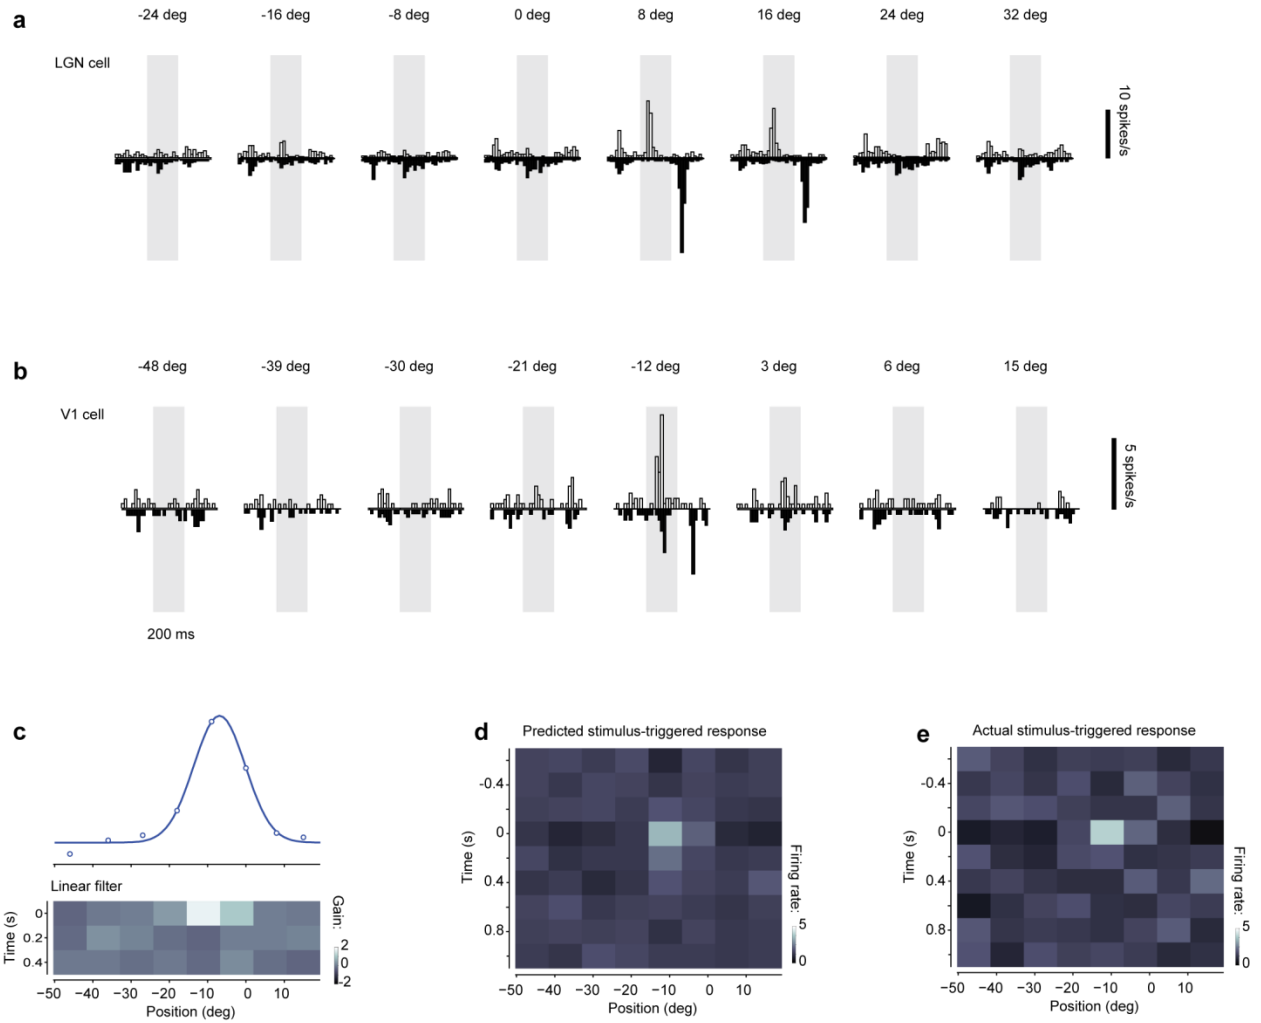 a
-24 deg -16 deg -8 deg 0 deg 8 deg 16 deg 24 deg 32 deg
LGN cell
10 spikes/s
b
-48 deg -39 deg -30 deg -21 deg -12 deg 3 deg 6 deg 15 deg
V1 cell
5 spikes/s
200 ms
c
Linear filter
Time (s)
0
0.2
0.4
Gain:
2
0
-2
−50 −40 −30 −20 −10 0 10
Position (deg)
d
Predicted stimulus-triggered response
Time (s)
-0.4
0
0.4
0.8
Firing rate:
5
0
−50 −40 −30 −20 −10 0 10
Position (deg)
e
Actual stimulus-triggered response
Time (s)
-0.4
0
0.4
0.8
Firing rate:
5
0
−50 −40 −30 −20 −10 0 10
Position (deg)